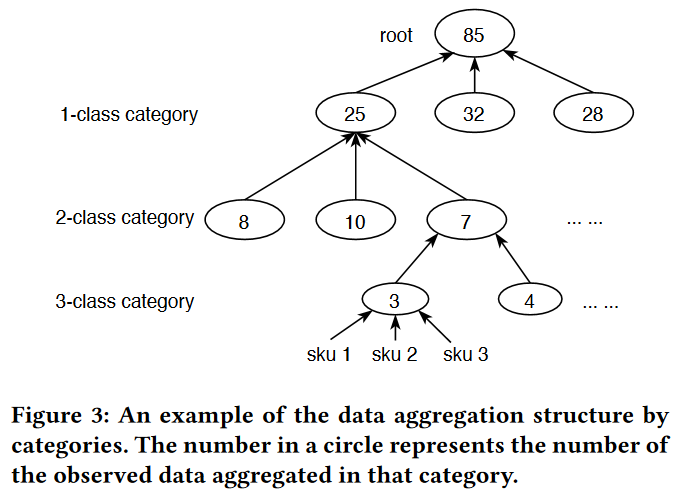 root 85
1-class category 25 32 28
2-class category 8 10 7 ... ...
3-class category 3 4 ... ...
sku 1 sku 2 sku 3
Figure 3: An example of the data aggregation structure by
categories. The number in a circle represents the number of
the observed data aggregated in that category.